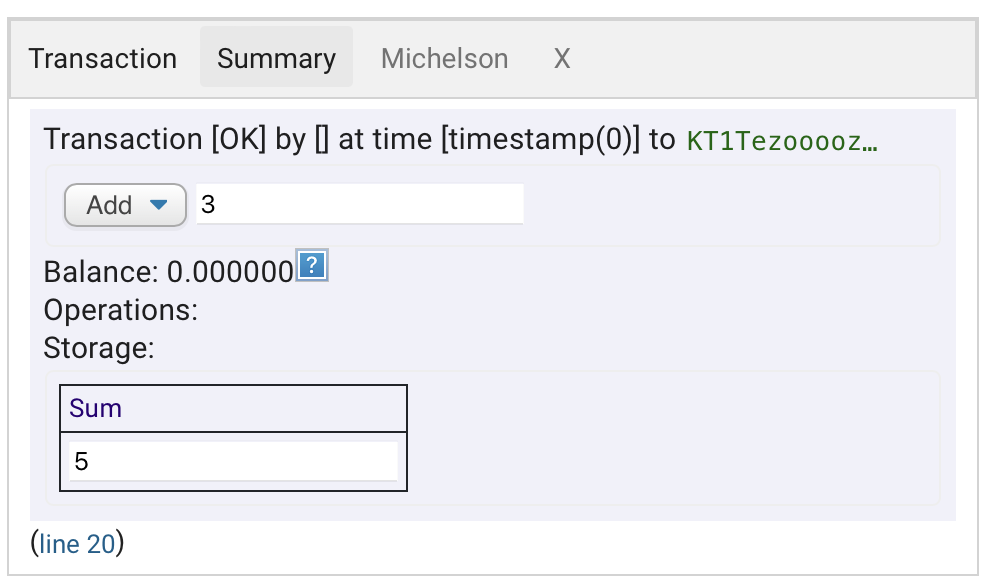 Transaction Summary Michelson X
Transaction [OK] by [] at time [timestamp(0)] to KT1Tezooooz…
Add 3
Balance: 0.000000 ?
Operations:
Storage:
Sum
5
(line 20)